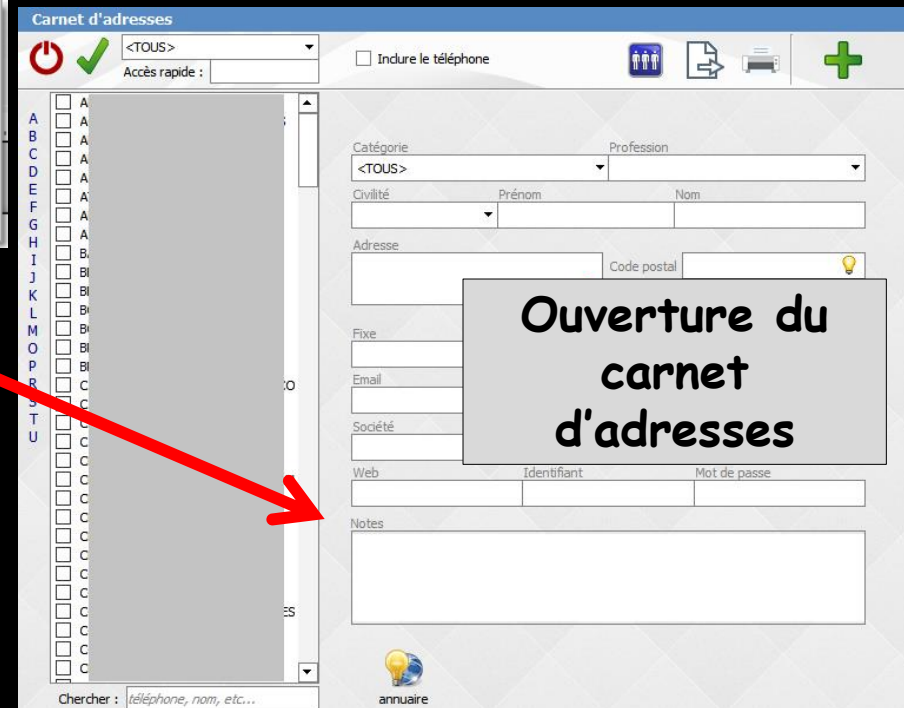 Carnet d'adresses
<TOUS>
Accès rapide :
Inclure le téléphone
A
B
C
D
E
F
G
H
I
J
K
L
M
O
P
R
S
T
U
Catégorie Profession
<TOUS>
Civilité Prénom Nom
Adresse
Code postal
Fixe
Email
Société
Web Identifiant Mot de passe
Notes
Ouverture du
carnet
d'adresses
annuaire
Chercher : téléphone, nom, etc...